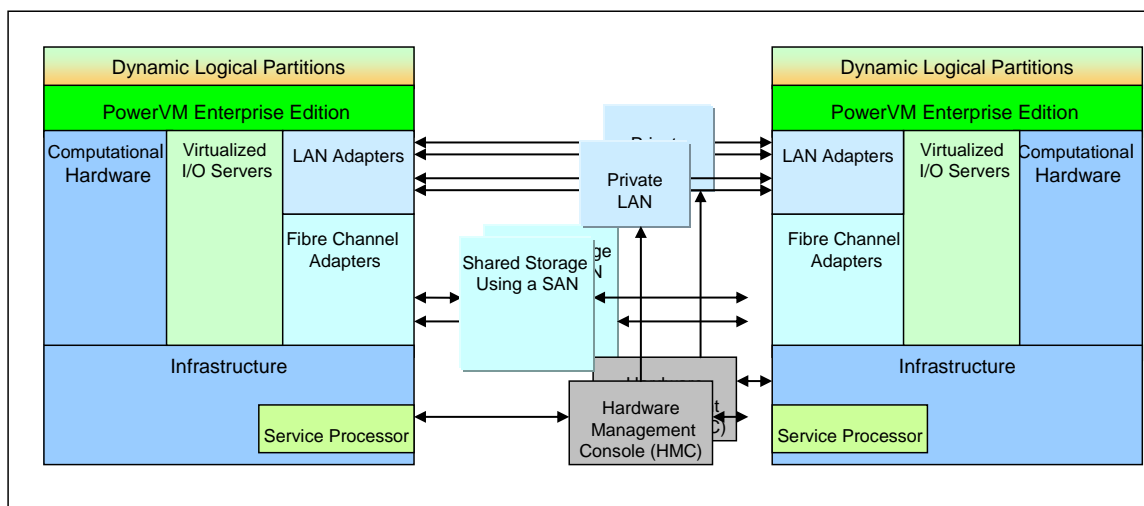 Dynamic Logical Partitions
PowerVM Enterprise Edition
Computational
Hardware
Virtualized
I/O Servers
LAN Adapters
Fibre Channel
Adapters
Infrastructure
Service Processor
Private
LAN
Shared Storage
Using a SAN
Hardware
Management
Console (HMC)
Dynamic Logical Partitions
PowerVM Enterprise Edition
LAN Adapters
Virtualized
I/O Servers
Computational
Hardware
Fibre Channel
Adapters
Infrastructure
Service Processor